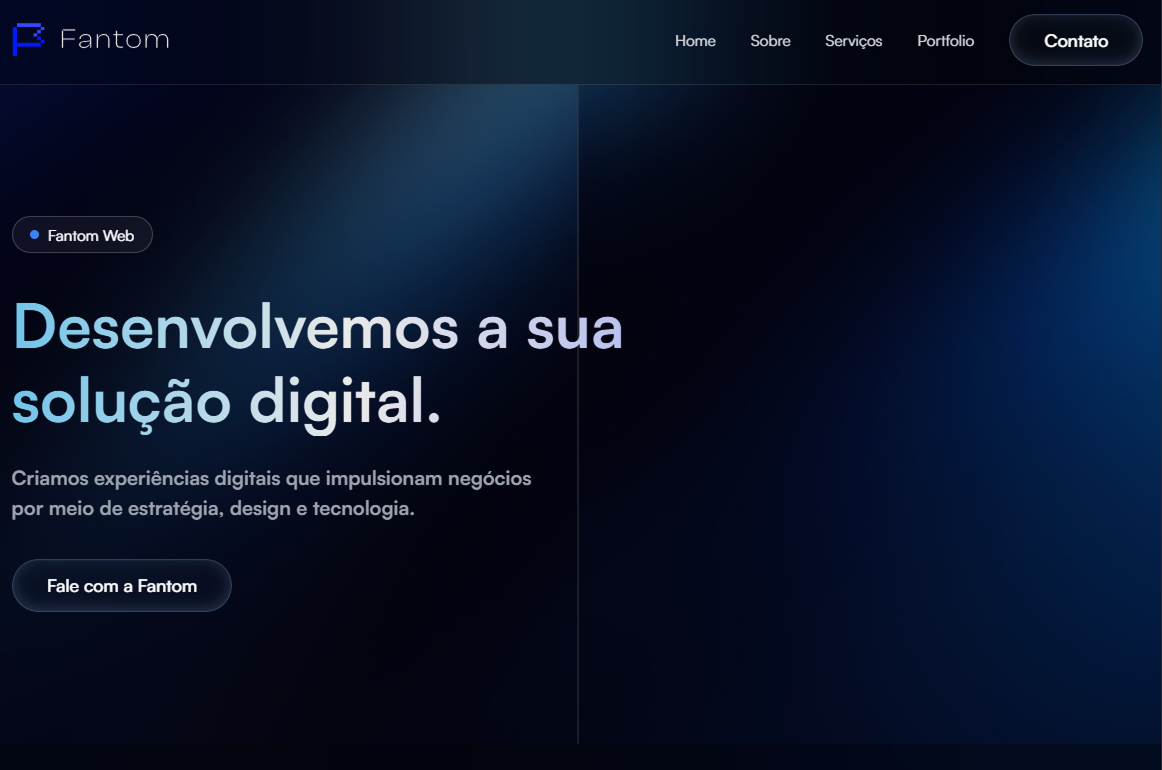 Fantom
Home Sobre Serviços Portfolio Contato
Fantom Web
Desenvolvemos a sua
solução digital.
Criamos experiências digitais que impulsionam negócios
por meio de estratégia, design e tecnologia.
Fale com a Fantom